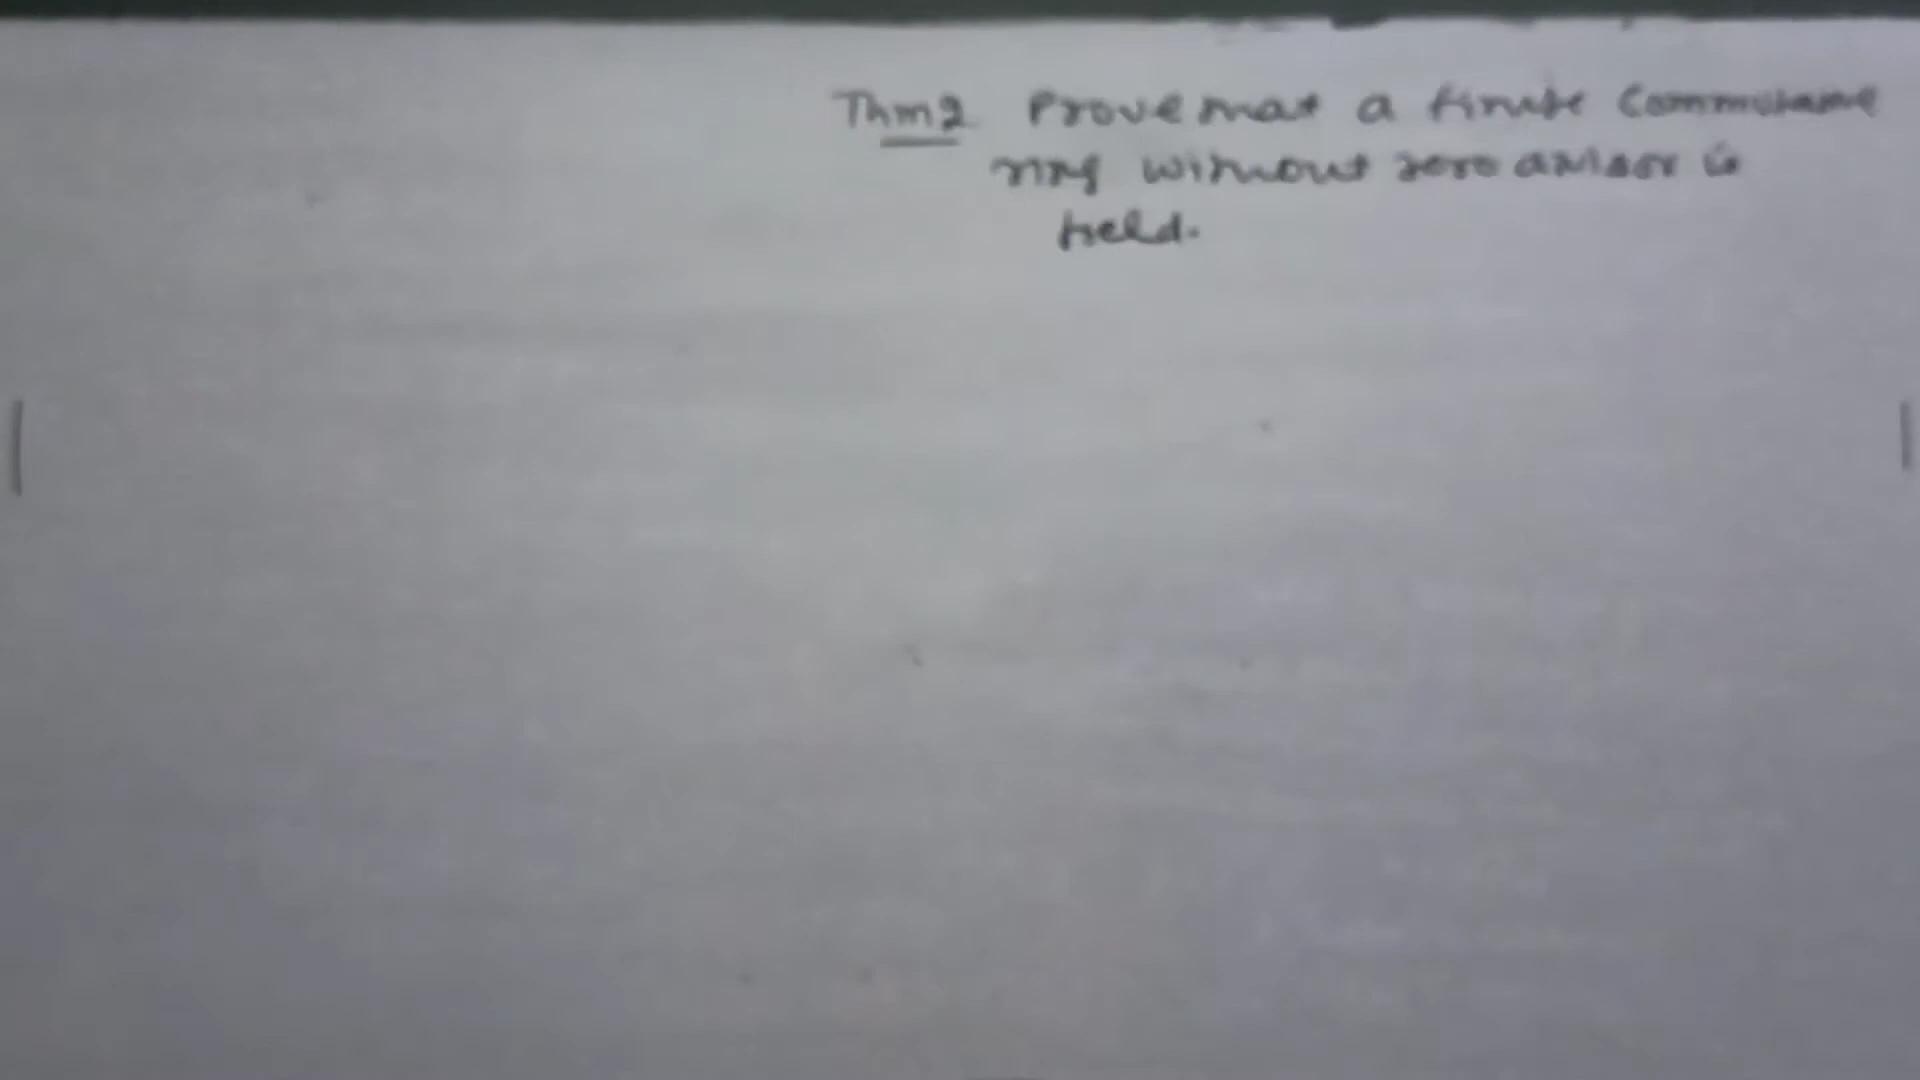 Thm2 Prove that a finite Commutative
ring without zero divisor is
field.